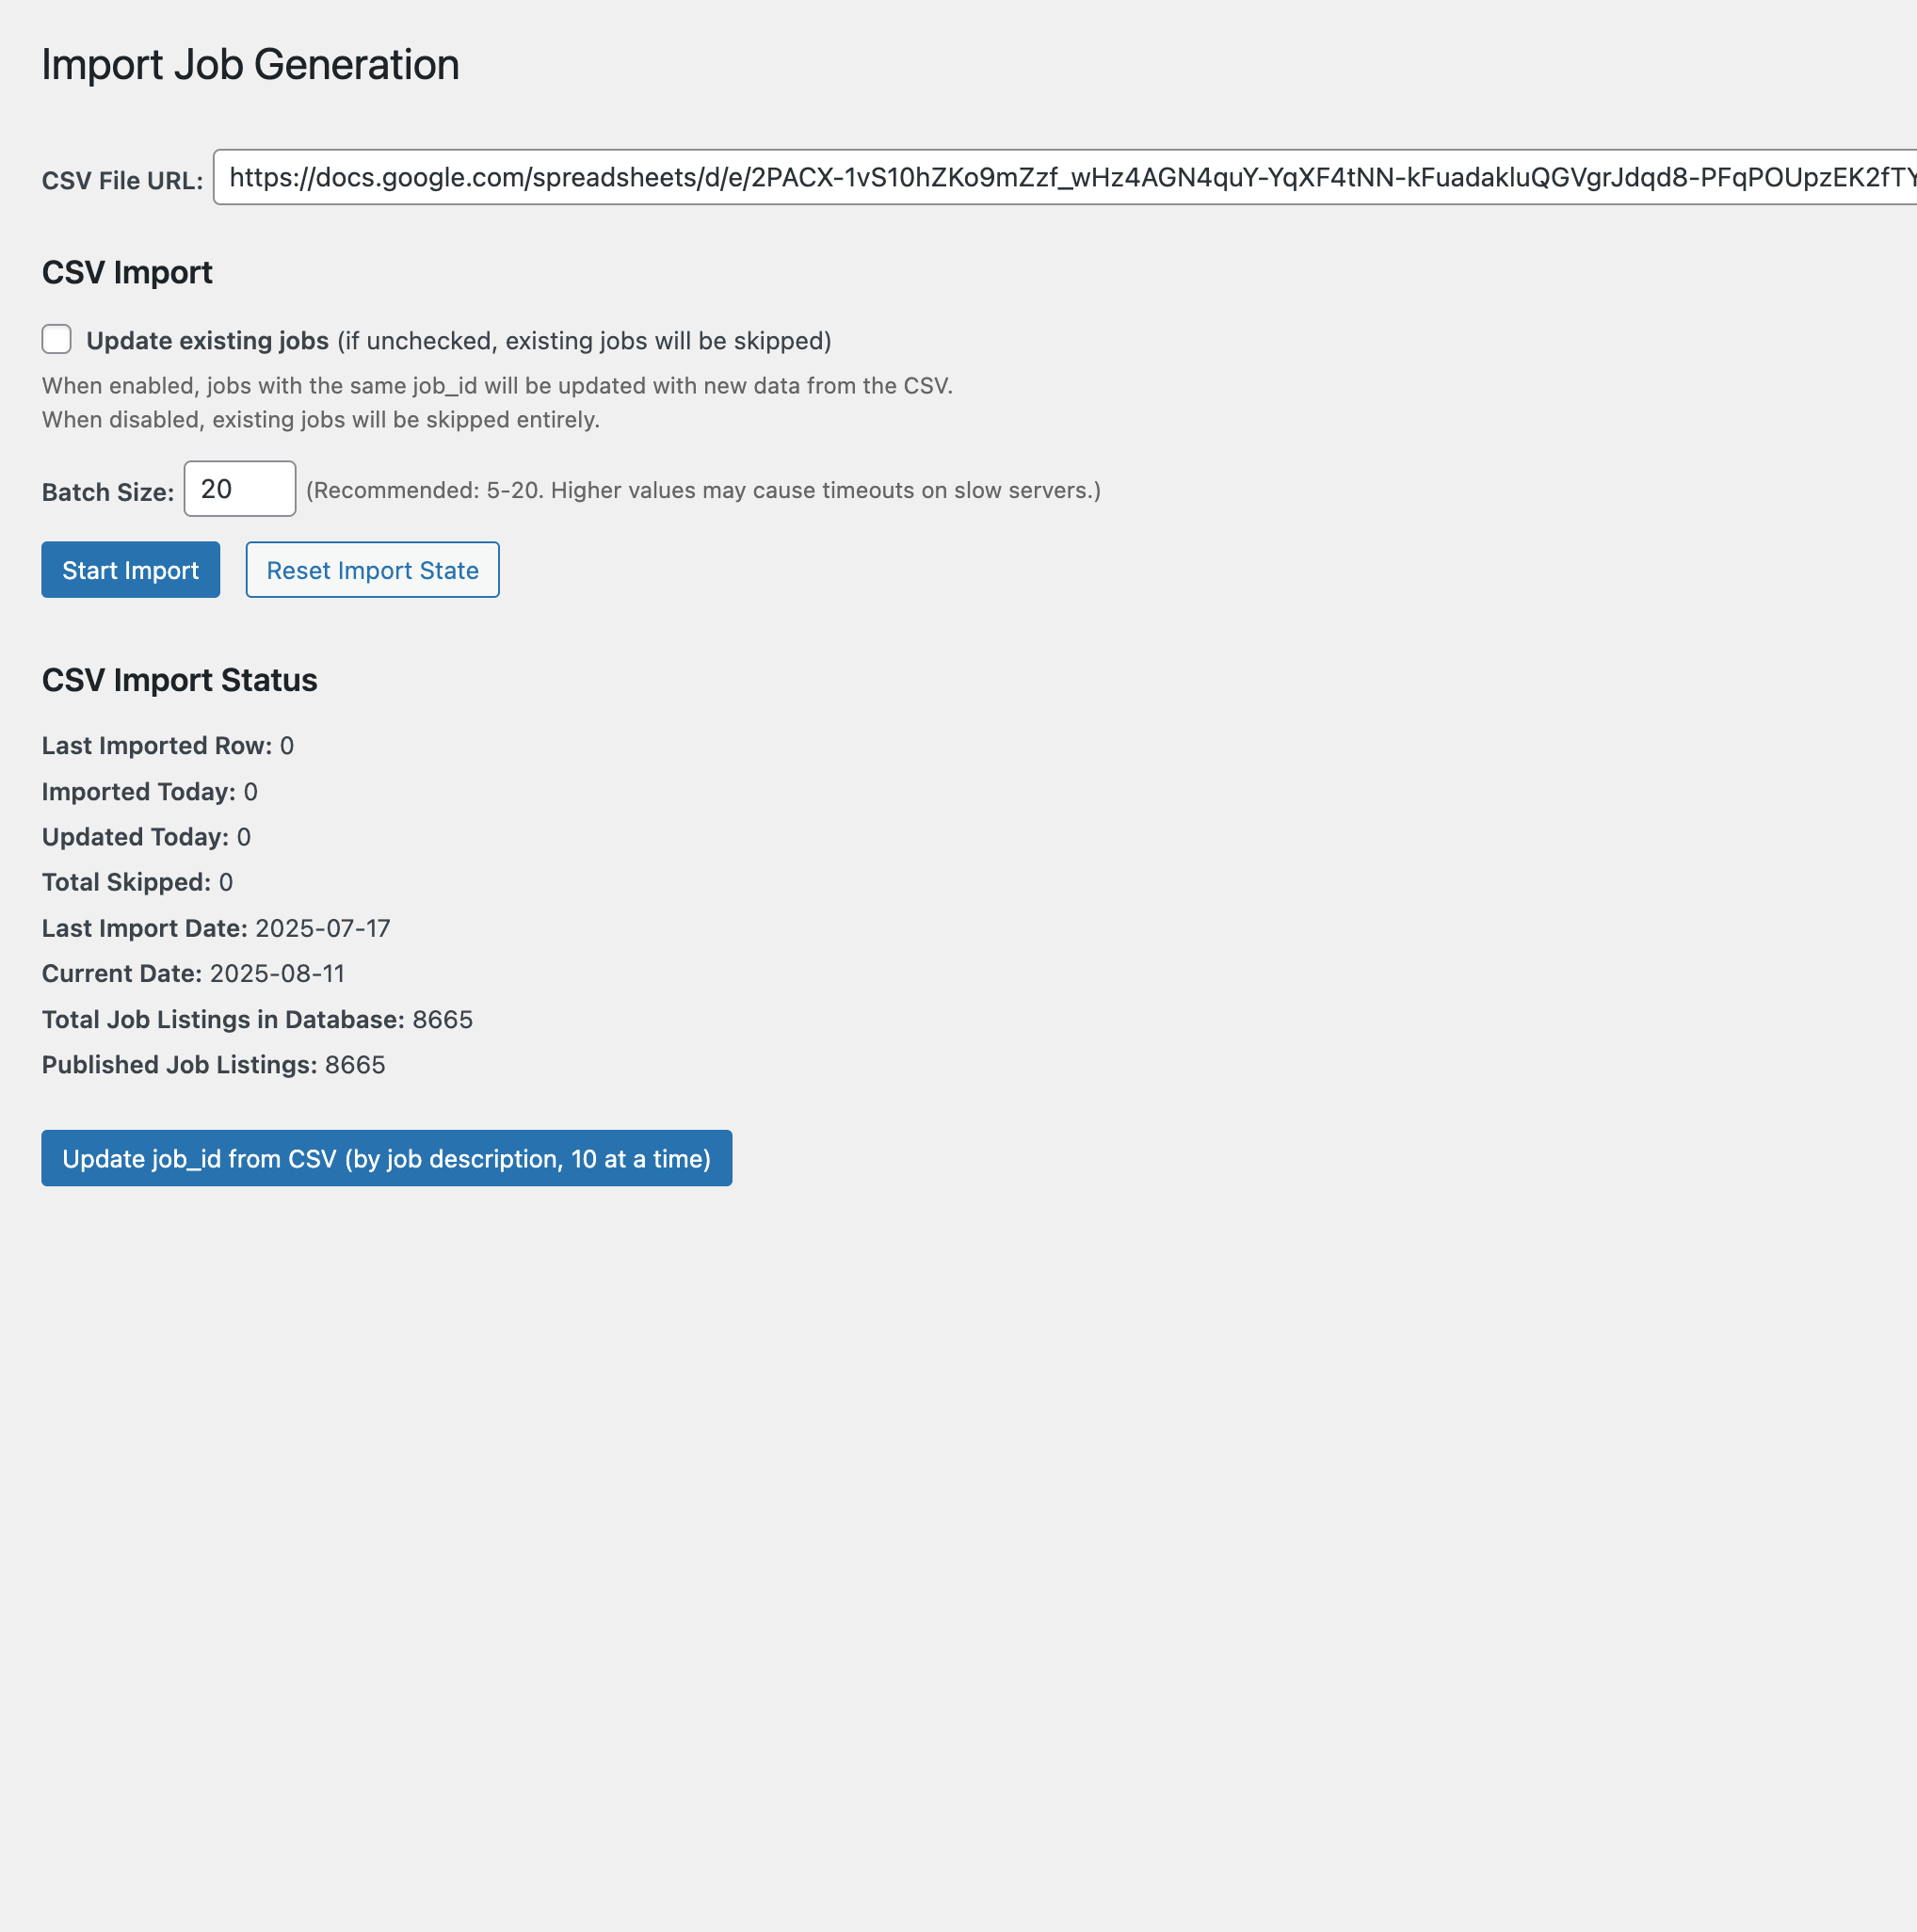 Import Job Generation
CSV File URL: https://docs.google.com/spreadsheets/d/e/2PACX-1vS10hZKo9mZzf_wHz4AGN4quY-YqXF4tNN-kFuadakluQGVgrJdqd8-PFqPOUpzEK2fTY
CSV Import
Update existing jobs (if unchecked, existing jobs will be skipped)
When enabled, jobs with the same job_id will be updated with new data from the CSV.
When disabled, existing jobs will be skipped entirely.
Batch Size: 20 (Recommended: 5-20. Higher values may cause timeouts on slow servers.)
Start Import Reset Import State
CSV Import Status
Last Imported Row: 0
Imported Today: 0
Updated Today: 0
Total Skipped: 0
Last Import Date: 2025-07-17
Current Date: 2025-08-11
Total Job Listings in Database: 8665
Published Job Listings: 8665
Update job_id from CSV (by job description, 10 at a time)